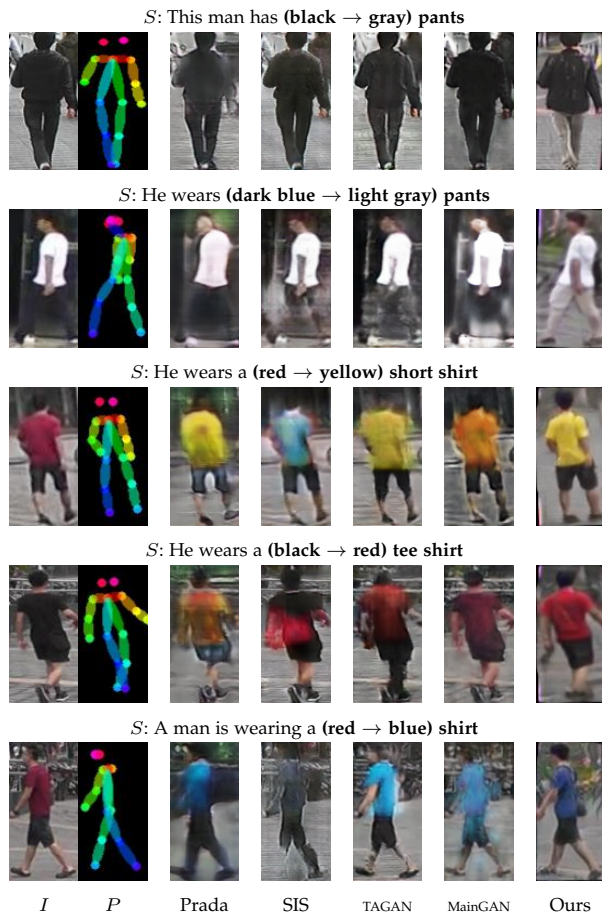 S: This man has (black → gray) pants
S: He wears (dark blue → light gray) pants
S: He wears a (red → yellow) short shirt
S: He wears a (black → red) tee shirt
S: A man is wearing a (red → blue) shirt
I P Prada SIS TAGAN MainGAN Ours